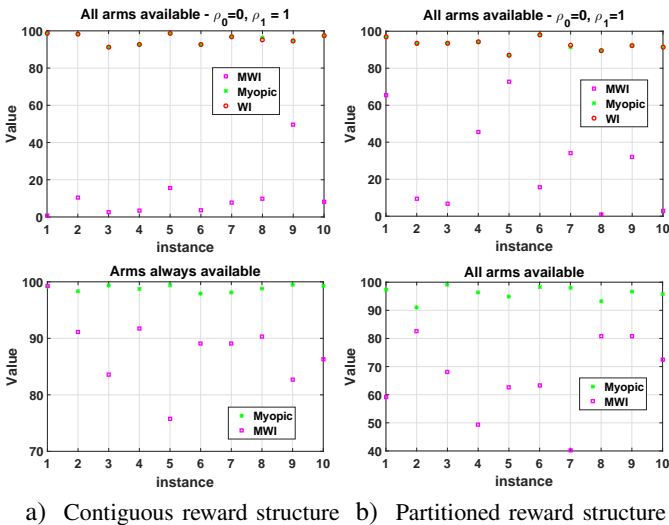 All arms available - ρ₀=0, ρ₁ = 1
Value
100
80
60
40
20
0
MWI
Myopic
WI
1 2 3 4 5 6 7 8 9 10
instance
All arms available - ρ₀=0, ρ₁=1
Value
100
80
60
40
20
0
MWI
Myopic
WI
1 2 3 4 5 6 7 8 9 10
instance
Arms always available
Value
100
90
80
70
Myopic
MWI
1 2 3 4 5 6 7 8 9 10
instance
All arms available
Value
100
90
80
70
60
50
40
Myopic
MWI
1 2 3 4 5 6 7 8 9 10
instance
a) Contiguous reward structure b) Partitioned reward structure